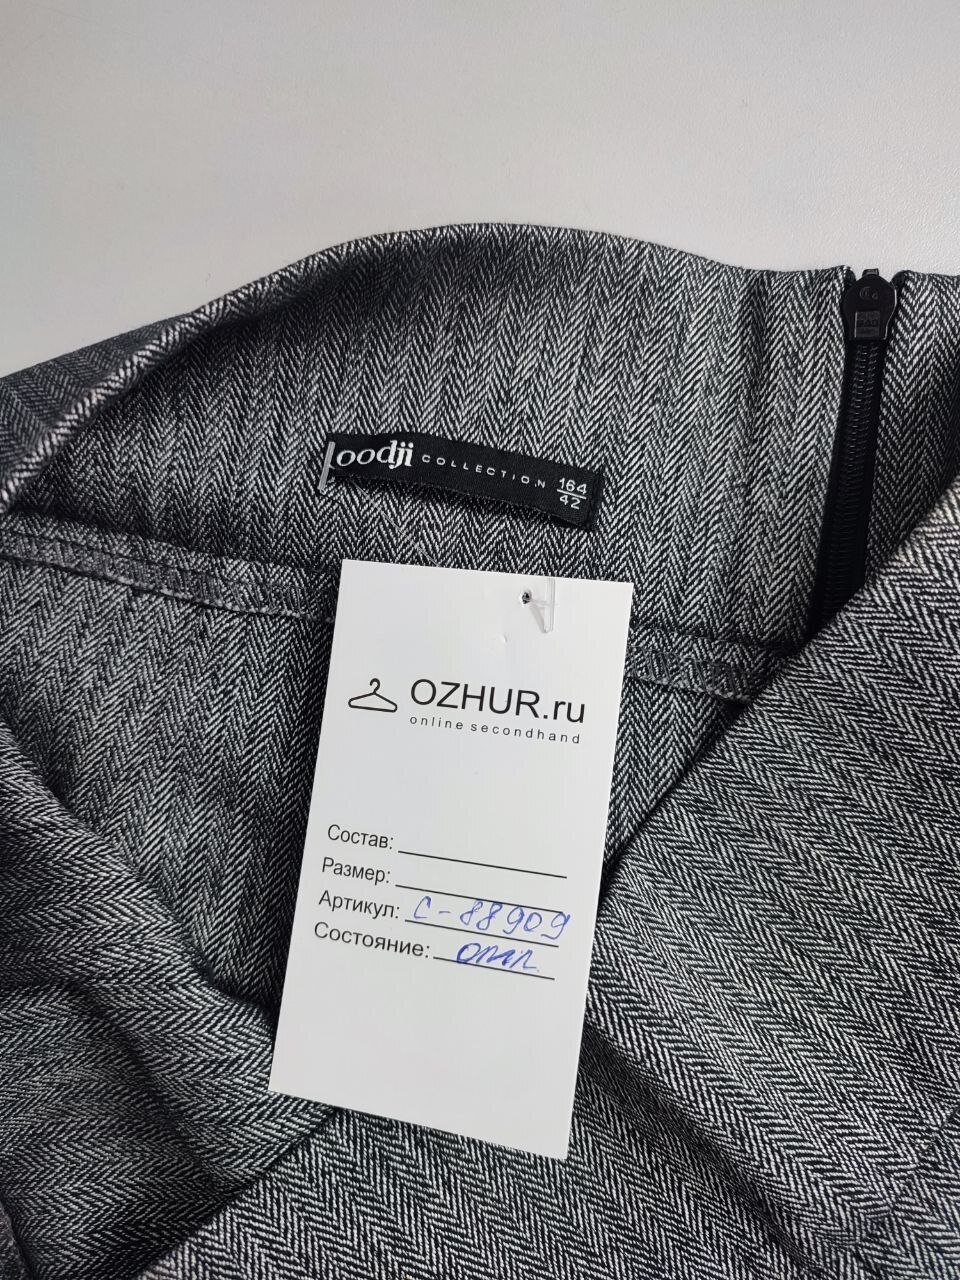 oodji COLLECTION 164
42
OZHUR.ru
online secondhand
Состав:
Размер:
Артикул: С-88909
Состояние: отл.